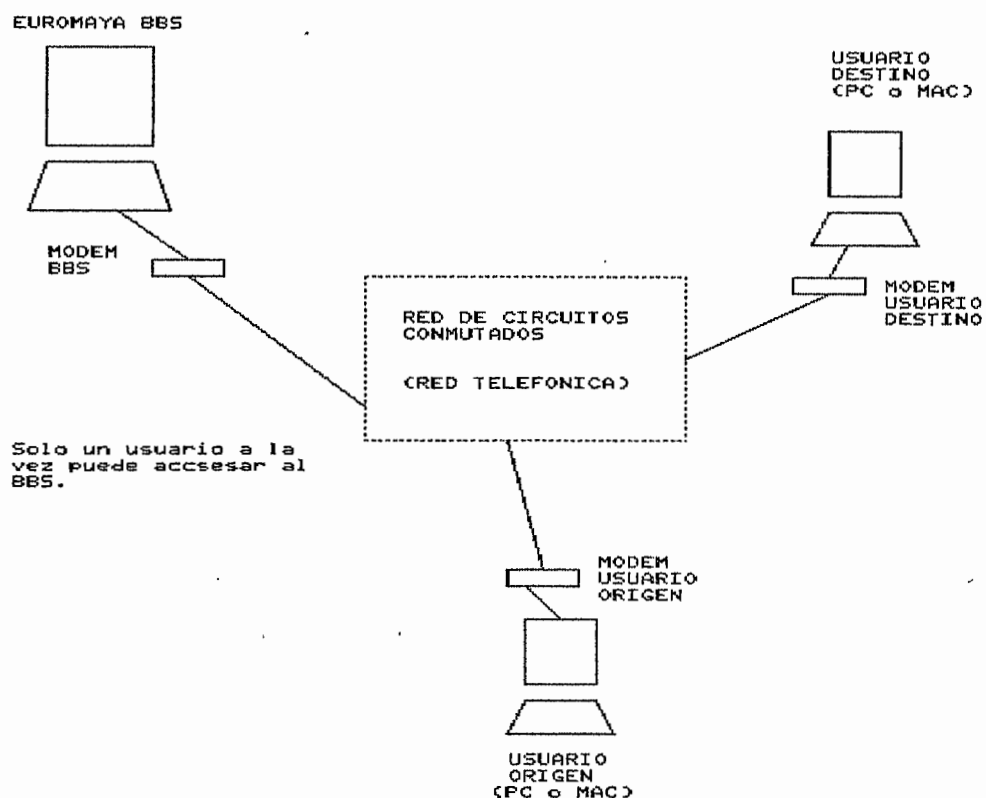 EUROMAYA BBS
USUARIO
DESTINO
(PC o MAC)
MODEM
BBS
MODEM
USUARIO
DESTINO
RED DE CIRCUITOS
CONMUTADOS
(RED TELEFONICA)
Solo un usuario a la
vez puede accsesar al
BBS.
MODEM
USUARIO
ORIGEN
USUARIO
ORIGEN
(PC o MAC)